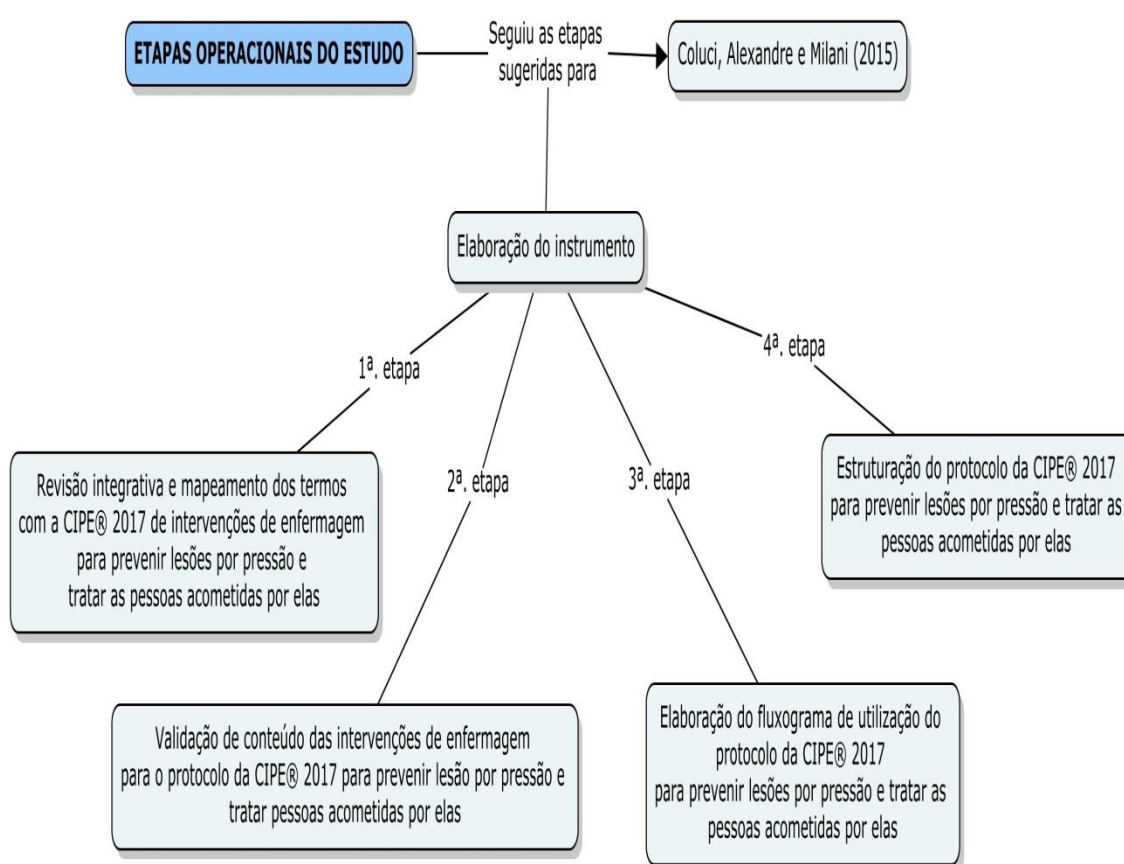 ETAPAS OPERACIONAIS DO ESTUDO
Seguiu as etapas
sugeridas para
Coluci, Alexandre e Milani (2015)
Elaboração do instrumento
1ª. etapa
Revisão integrativa e mapeamento dos termos
com a CIPE® 2017 de intervenções de enfermagem
para prevenir lesões por pressão e
tratar as pessoas acometidas por elas
2ª. etapa
Validação de conteúdo das intervenções de enfermagem
para o protocolo da CIPE® 2017 para prevenir lesão por pressão e
tratar pessoas acometidas por elas
3ª. etapa
Elaboração do fluxograma de utilização do
protocolo da CIPE® 2017
para prevenir lesões por pressão e tratar as
pessoas acometidas por elas
4ª. etapa
Estruturação do protocolo da CIPE® 2017
para prevenir lesões por pressão e tratar as
pessoas acometidas por elas